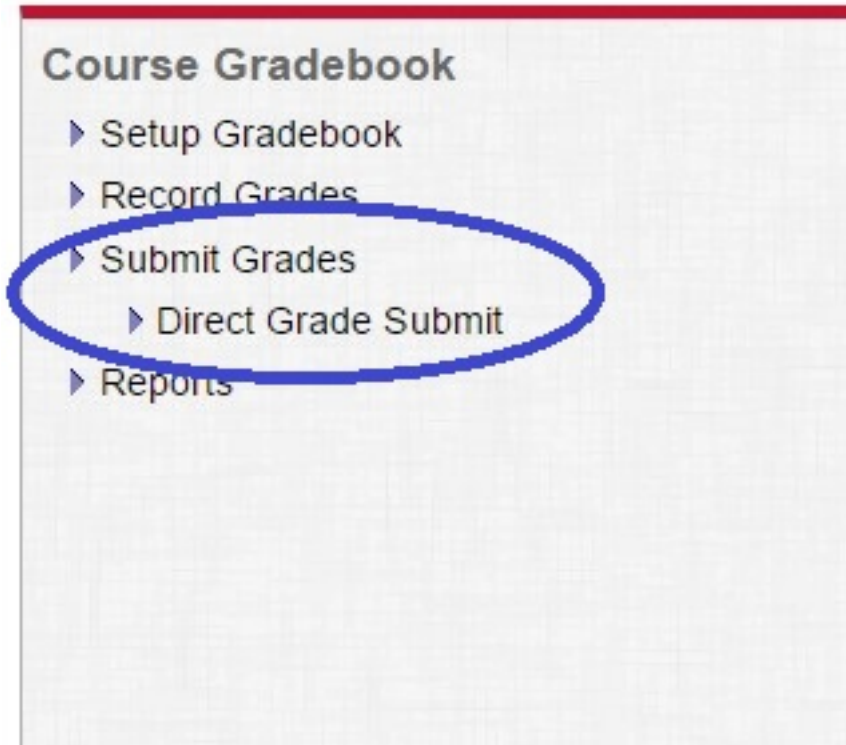 Course Gradebook
Setup Gradebook
Record Grades
Submit Grades
Direct Grade Submit
Reports